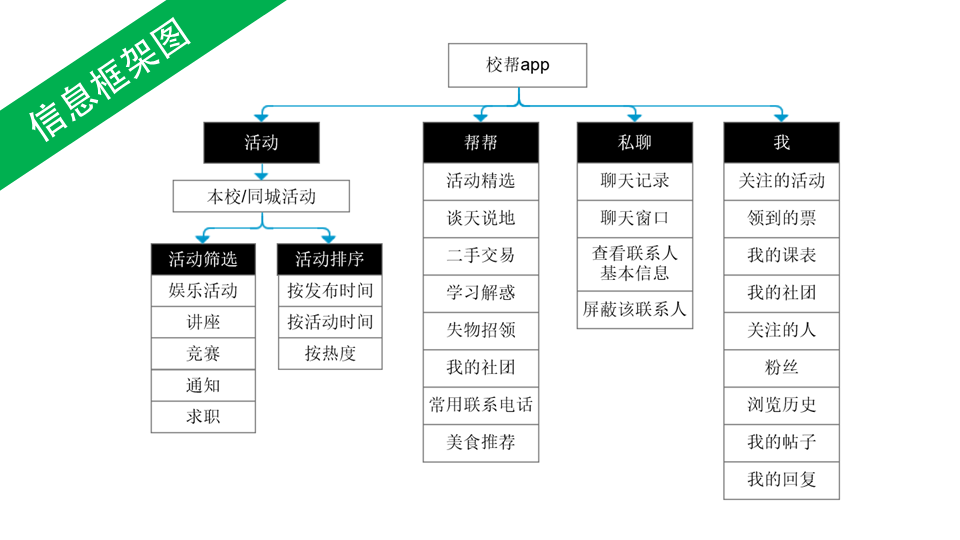 信息框架图
校帮app
活动
本校/同城活动
活动筛选
娱乐活动
讲座
竞赛
通知
求职
活动排序
按发布时间
按活动时间
按热度
帮帮
活动精选
谈天说地
二手交易
学习解惑
失物招领
我的社团
常用联系电话
美食推荐
私聊
聊天记录
聊天窗口
查看联系人
基本信息
屏蔽该联系人
我
关注的活动
领到的票
我的课表
我的社团
关注的人
粉丝
浏览历史
我的帖子
我的回复